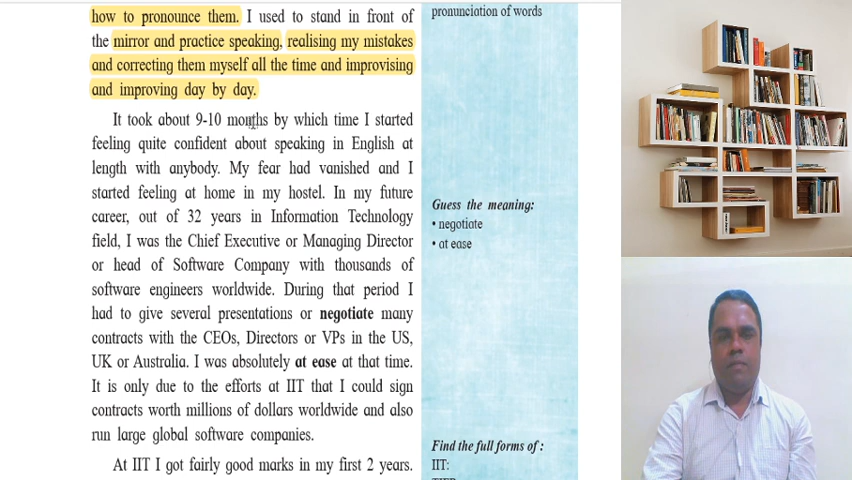 how to pronounce them. I used to stand in front of
the mirror and practice speaking, realising my mistakes
and correcting them myself all the time and improvising
and improving day by day.
It took about 9-10 months by which time I started
feeling quite confident about speaking in English at
length with anybody. My fear had vanished and I
started feeling at home in my hostel. In my future
career, out of 32 years in Information Technology
field, I was the Chief Executive or Managing Director
or head of Software Company with thousands of
software engineers worldwide. During that period I
had to give several presentations or negotiate many
contracts with the CEOs, Directors or VPs in the US,
UK or Australia. I was absolutely at ease at that time.
It is only due to the efforts at IIT that I could sign
contracts worth millions of dollars worldwide and also
run large global software companies.
At IIT I got fairly good marks in my first 2 years.
pronunciation of words
Guess the meaning:
• negotiate
• at ease
Find the full forms of :
IIT: